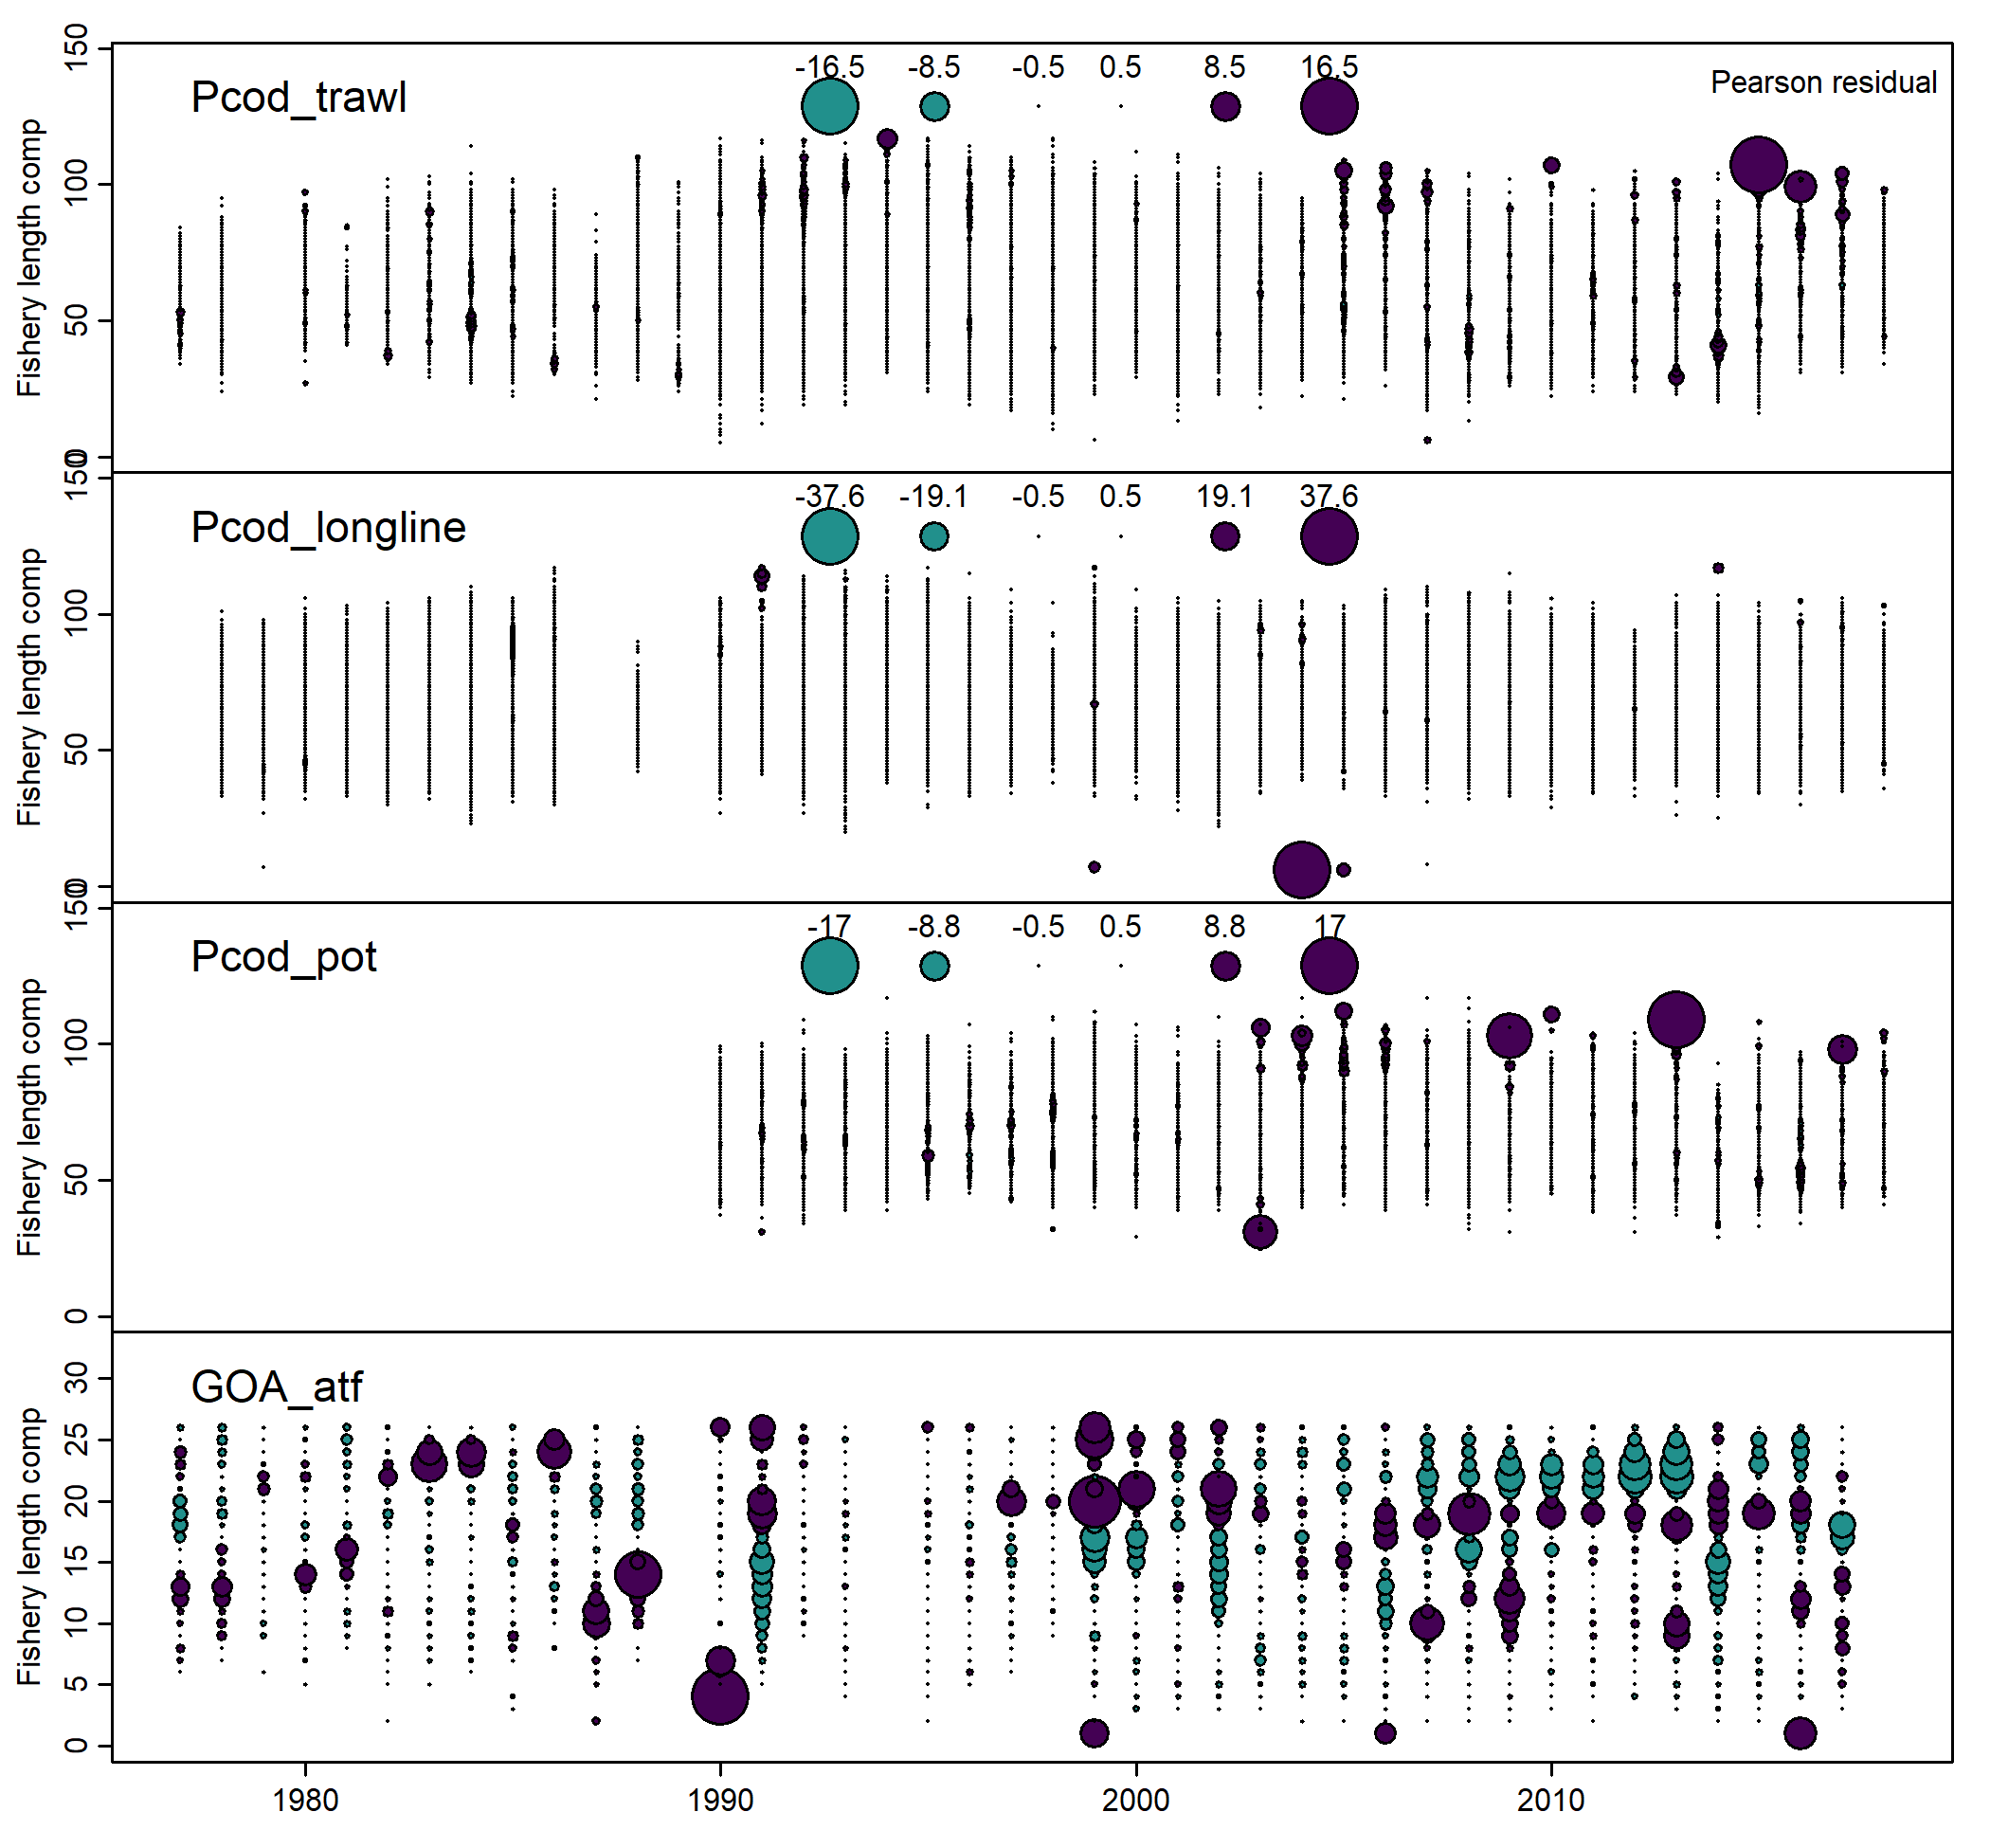 -16.5 -8.5 -0.5 0.5 8.5 16.5
Pcod_trawl
Pearson residual
Fishery length comp
0 50 100 150
-37.6 -19.1 -0.5 0.5 19.1 37.6
Pcod_longline
Fishery length comp
0 50 100 150
-17 -8.8 -0.5 0.5 8.8 17
Pcod_pot
Fishery length comp
0 50 100 150
GOA_atf
Fishery length comp
0 5 10 15 20 25 30
1980 1990 2000 2010